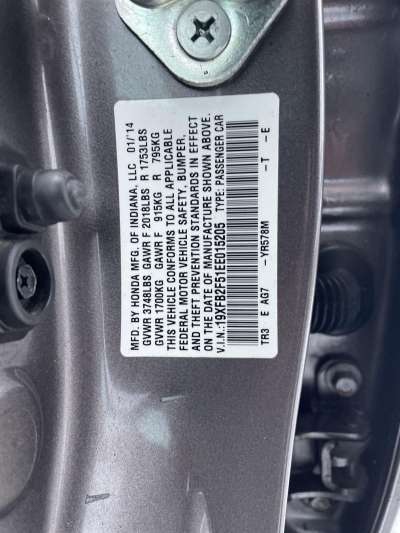 MFD. BY HONDA MFG. OF INDIANA, LLC 01/'14
GVWR 3748LBS GAWR F 2018LBS R 1753LBS
GVWR 1700KG GAWR F 915KG R 795KG
THIS VEHICLE CONFORMS TO ALL APPLICABLE
FEDERAL MOTOR VEHICLE SAFETY, BUMPER,
AND THEFT PREVENTION STANDARDS IN EFFECT
ON THE DATE OF MANUFACTURE SHOWN ABOVE.
V.I.N.:19XFB2F51EE015205 TYPE: PASSENGER CAR
TR3 E AG7 -YR578M -T -E